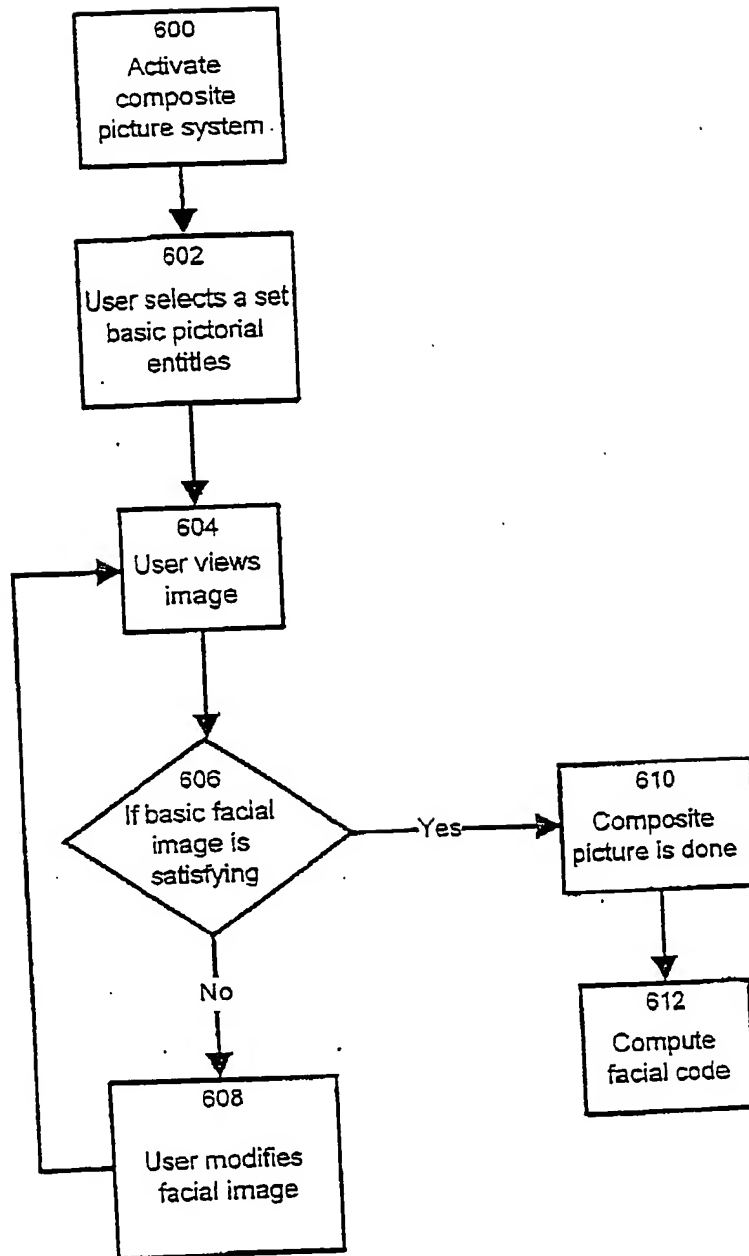 600
Activate
composite
picture system
602
User selects a set
basic pictorial
entitles
604
User views
image
606
If basic facial
image is
satisfying
Yes
610
Composite
picture is done
No
612
Compute
facial code
608
User modifies
facial image